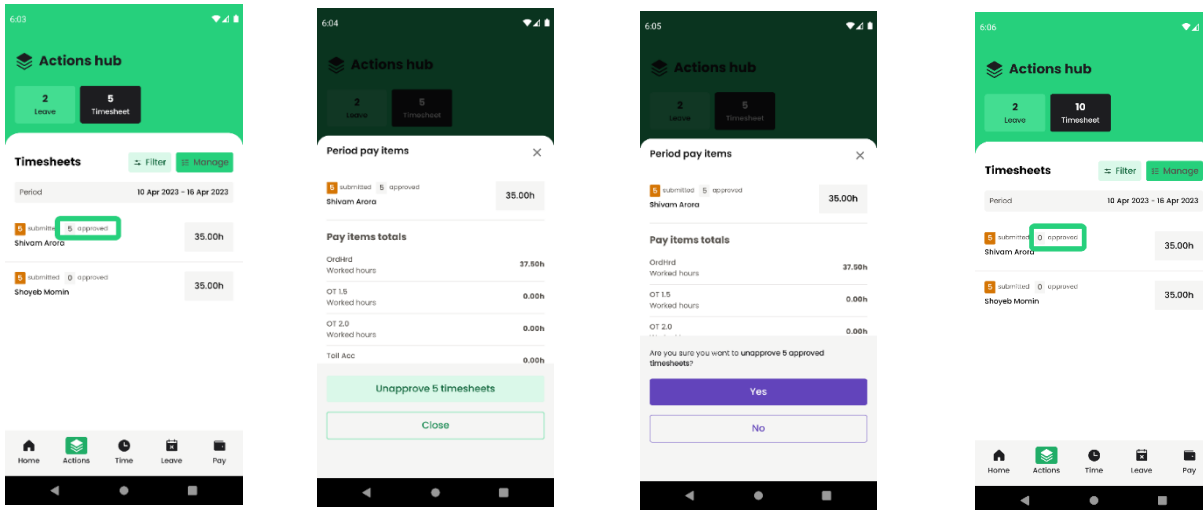 6:03
Actions hub
2
Leave
5
Timesheet
Timesheets
Filter
Manage
Period
10 Apr 2023 - 16 Apr 2023
5 submitted 5 approved
Shivam Arora
35.00h
5 submitted 0 approved
Shoyeb Momin
35.00h
Home
Actions
Time
Leave
Pay
6:04
Actions hub
2
Leave
5
Timesheet
Period pay items
5 submitted 5 approved
Shivam Arora
35.00h
Pay items totals
OrdHrd
Worked hours
37.50h
OT 1.5
Worked hours
0.00h
OT 2.0
Worked hours
0.00h
Toil Acc
0.00h
Unapprove 5 timesheets
Close
6:05
Actions hub
2
Leave
5
Timesheet
Period pay items
5 submitted 5 approved
Shivam Arora
35.00h
Pay items totals
OrdHrd
Worked hours
37.50h
OT 1.5
Worked hours
0.00h
OT 2.0
0.00h
Are you sure you want to unapprove 5 approved
timesheets?
Yes
No
6:06
Actions hub
2
Leave
10
Timesheet
Timesheets
Filter
Manage
Period
10 Apr 2023 - 16 Apr 2023
5 submitted 0 approved
Shivam Arora
35.00h
5 submitted 0 approved
Shoyeb Momin
35.00h
Home
Actions
Time
Leave
Pay